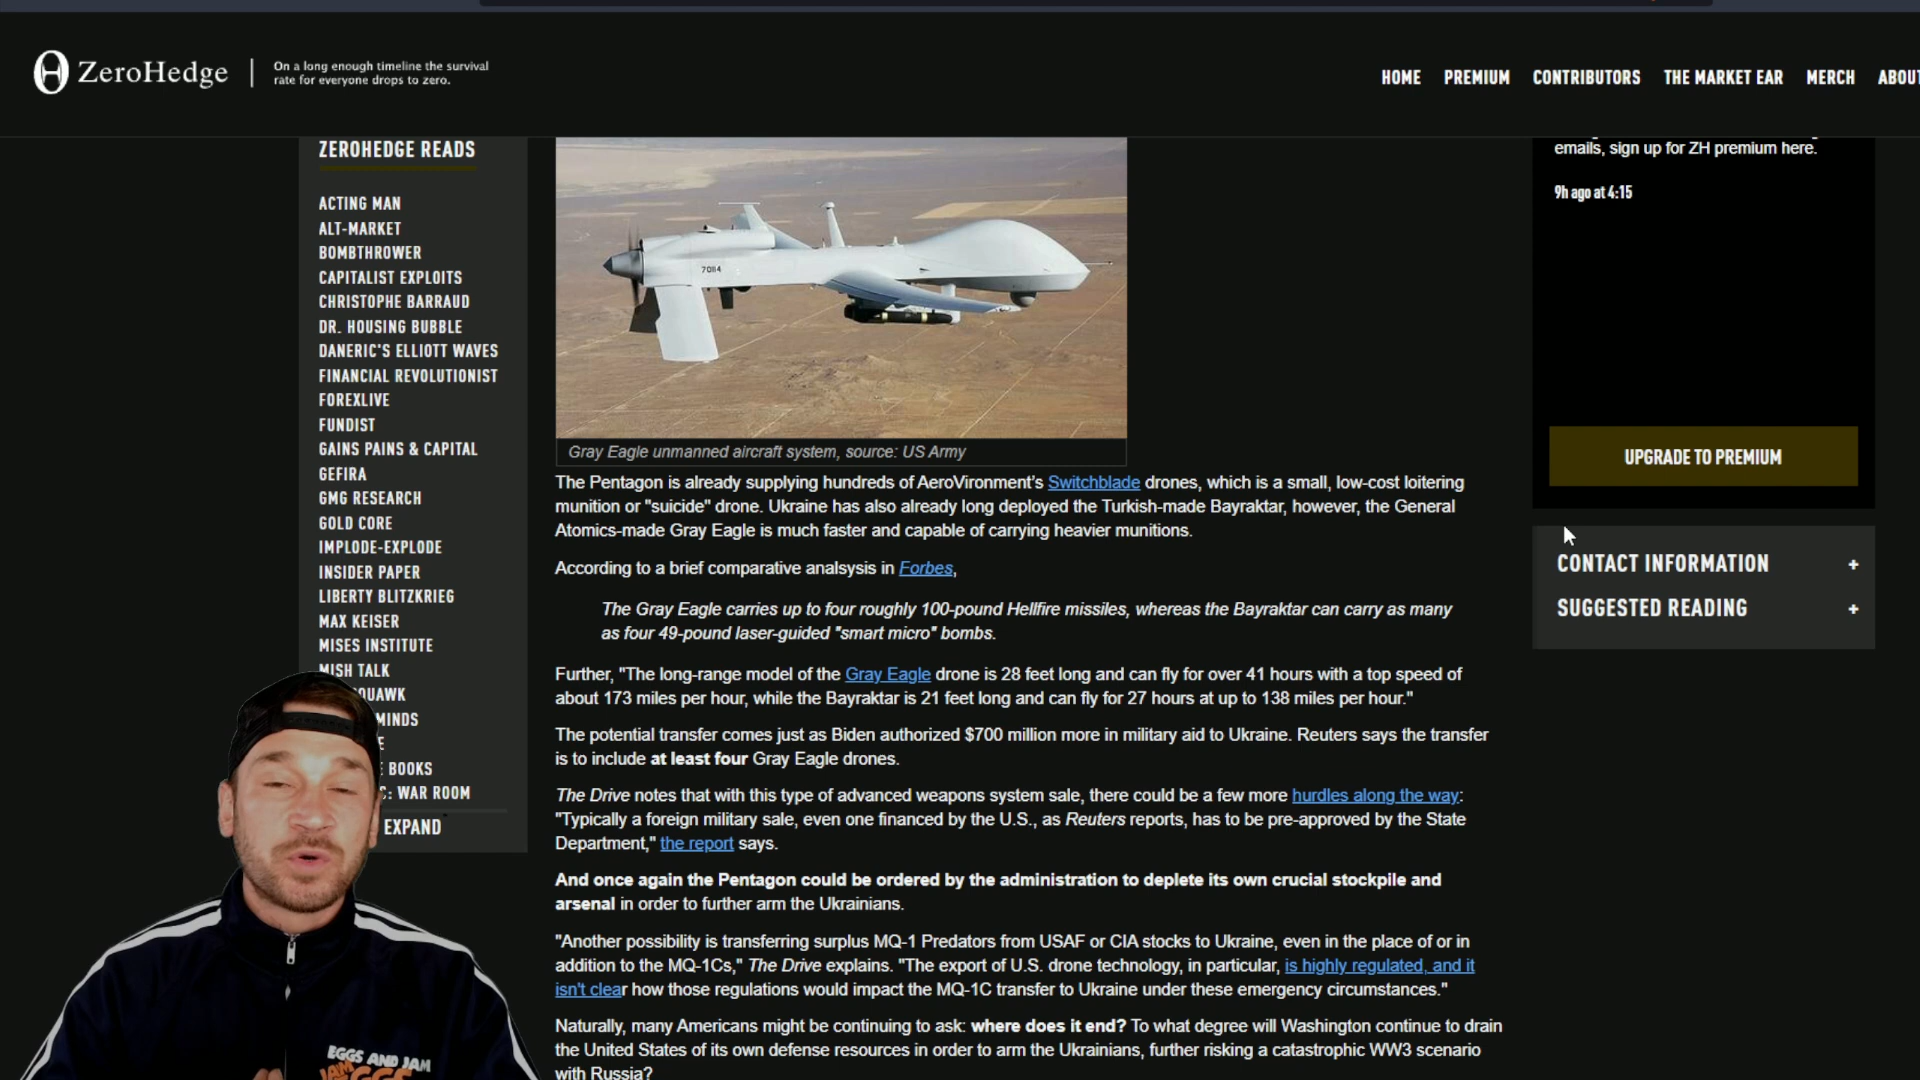 ZeroHedge
On a long enough timeline the survival
rate for everyone drops to zero.
HOME PREMIUM CONTRIBUTORS THE MARKET EAR MERCH ABOUT
ZEROHEDGE READS
ACTING MAN
ALT-MARKET
BOMBTHROWER
CAPITALIST EXPLOITS
CHRISTOPHE BARRAUD
DR. HOUSING BUBBLE
DANERIC'S ELLIOTT WAVES
FINANCIAL REVOLUTIONIST
FOREXLIVE
FUNDIST
GAINS PAINS & CAPITAL
GEFIRA
GMG RESEARCH
GOLD CORE
IMPLODE-EXPLODE
INSIDER PAPER
LIBERTY BLITZKRIEG
MAX KEISER
MISES INSTITUTE
MISH TALK
QUAWK
MINDS
E
E BOOKS
C: WAR ROOM
EXPAND
70114
Gray Eagle unmanned aircraft system, source: US Army
The Pentagon is already supplying hundreds of AeroVironment's Switchblade drones, which is a small, low-cost loitering
munition or "suicide" drone. Ukraine has also already long deployed the Turkish-made Bayraktar, however, the General
Atomics-made Gray Eagle is much faster and capable of carrying heavier munitions.
According to a brief comparative analsysis in Forbes,
The Gray Eagle carries up to four roughly 100-pound Hellfire missiles, whereas the Bayraktar can carry as many
as four 49-pound laser-guided "smart micro" bombs.
Further, "The long-range model of the Gray Eagle drone is 28 feet long and can fly for over 41 hours with a top speed of
about 173 miles per hour, while the Bayraktar is 21 feet long and can fly for 27 hours at up to 138 miles per hour."
The potential transfer comes just as Biden authorized $700 million more in military aid to Ukraine. Reuters says the transfer
is to include at least four Gray Eagle drones.
The Drive notes that with this type of advanced weapons system sale, there could be a few more hurdles along the way:
"Typically a foreign military sale, even one financed by the U.S., as Reuters reports, has to be pre-approved by the State
Department," the report says.
And once again the Pentagon could be ordered by the administration to deplete its own crucial stockpile and
arsenal in order to further arm the Ukrainians.
"Another possibility is transferring surplus MQ-1 Predators from USAF or CIA stocks to Ukraine, even in the place of or in
addition to the MQ-1Cs," The Drive explains. "The export of U.S. drone technology, in particular, is highly regulated, and it
isn't clear how those regulations would impact the MQ-1C transfer to Ukraine under these emergency circumstances."
Naturally, many Americans might be continuing to ask: where does it end? To what degree will Washington continue to drain
the United States of its own defense resources in order to arm the Ukrainians, further risking a catastrophic WW3 scenario
with Russia?
emails, sign up for ZH premium here.
9h ago at 4:15
UPGRADE TO PREMIUM
CONTACT INFORMATION +
SUGGESTED READING +
EGGS AND JAM
JAM
EGGS